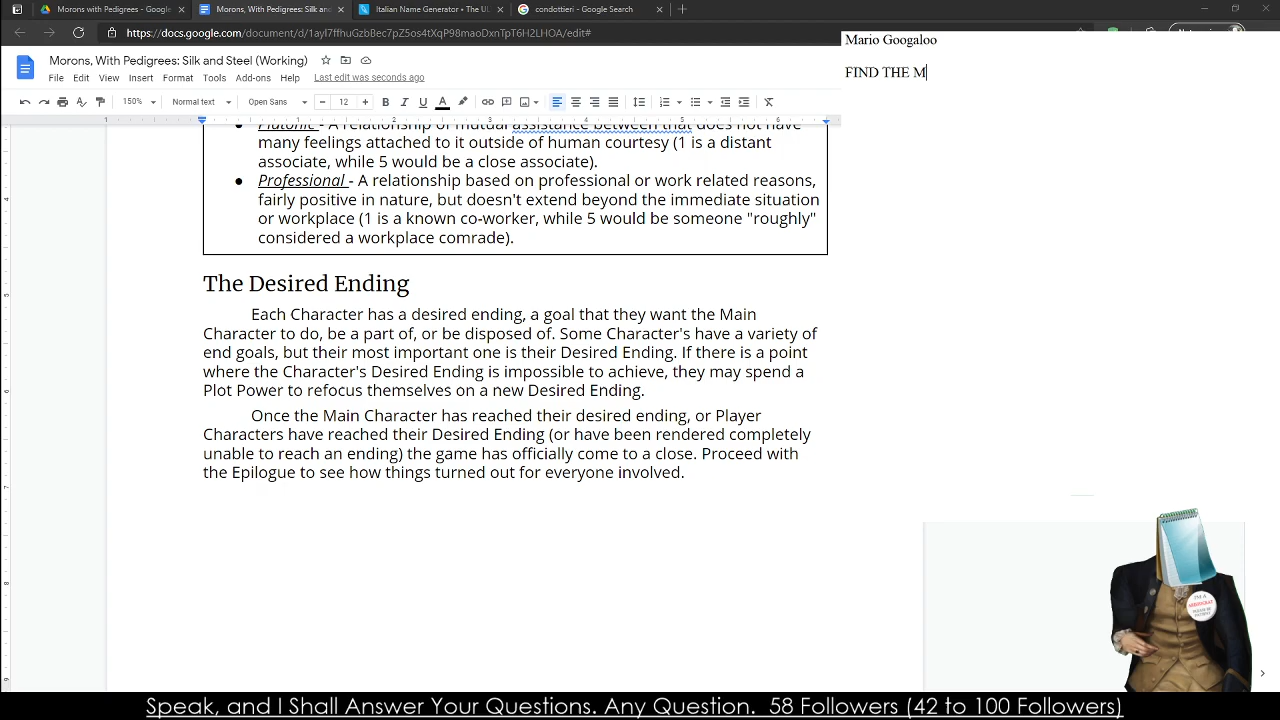 Morons with Pedigrees - Google
Morons, With Pedigrees: Silk and
Italian Name Generator • The UL
condottieri - Google Search
https://docs.google.com/document/d/1ayl7ffhuGzbBec7pZ5os4tXqP98maoDxnTpT6H2LHOA/edit#
Mario Googaloo
FIND THE M
Morons, With Pedigrees: Silk and Steel (Working)
File Edit View Insert Format Tools Add-ons Help Last edit was seconds ago
150% Normal text Open Sans 12
many feelings attached to it outside of human courtesy (1 is a distant
associate, while 5 would be a close associate).
● Professional - A relationship based on professional or work related reasons,
fairly positive in nature, but doesn't extend beyond the immediate situation
or workplace (1 is a known co-worker, while 5 would be someone "roughly"
considered a workplace comrade).
The Desired Ending
Each Character has a desired ending, a goal that they want the Main
Character to do, be a part of, or be disposed of. Some Character's have a variety of
end goals, but their most important one is their Desired Ending. If there is a point
where the Character's Desired Ending is impossible to achieve, they may spend a
Plot Power to refocus themselves on a new Desired Ending.
Once the Main Character has reached their desired ending, or Player
Characters have reached their Desired Ending (or have been rendered completely
unable to reach an ending) the game has officially come to a close. Proceed with
the Epilogue to see how things turned out for everyone involved.
Speak, and I Shall Answer Your Questions. Any Question. 58 Followers (42 to 100 Followers)